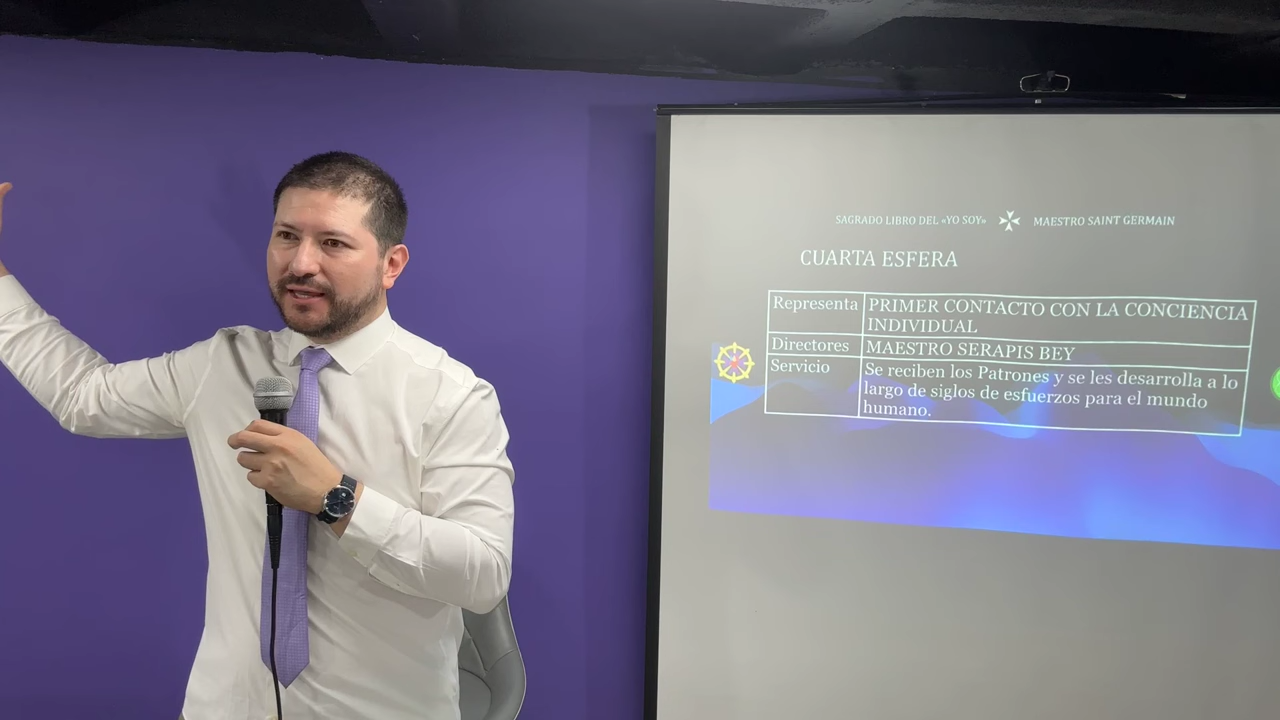 SAGRADO LIBRO DEL «YO SOY» MAESTRO SAINT GERMAIN
CUARTA ESFERA
Representa PRIMER CONTACTO CON LA CONCIENCIA
INDIVIDUAL
Directores MAESTRO SERAPIS BEY
Servicio Se reciben los Patrones y se les desarrolla a lo
largo de siglos de esfuerzos para el mundo
humano.